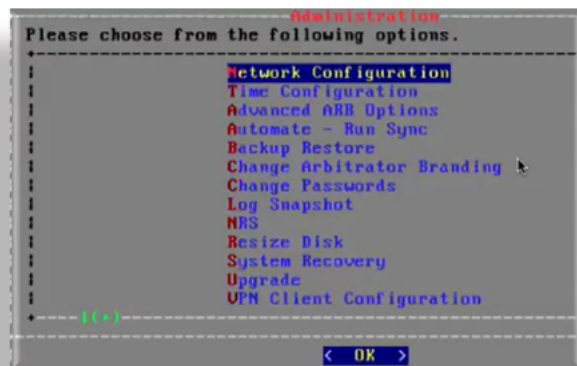 Administration
Please choose from the following options.
Network Configuration
Time Configuration
Advanced ARB Options
Automate - Run Sync
Backup Restore
Change Arbitrator Branding
Change Passwords
Log Snapshot
NRS
Resize Disk
System Recovery
Upgrade
VPN Client Configuration
↓(+)
< OK >